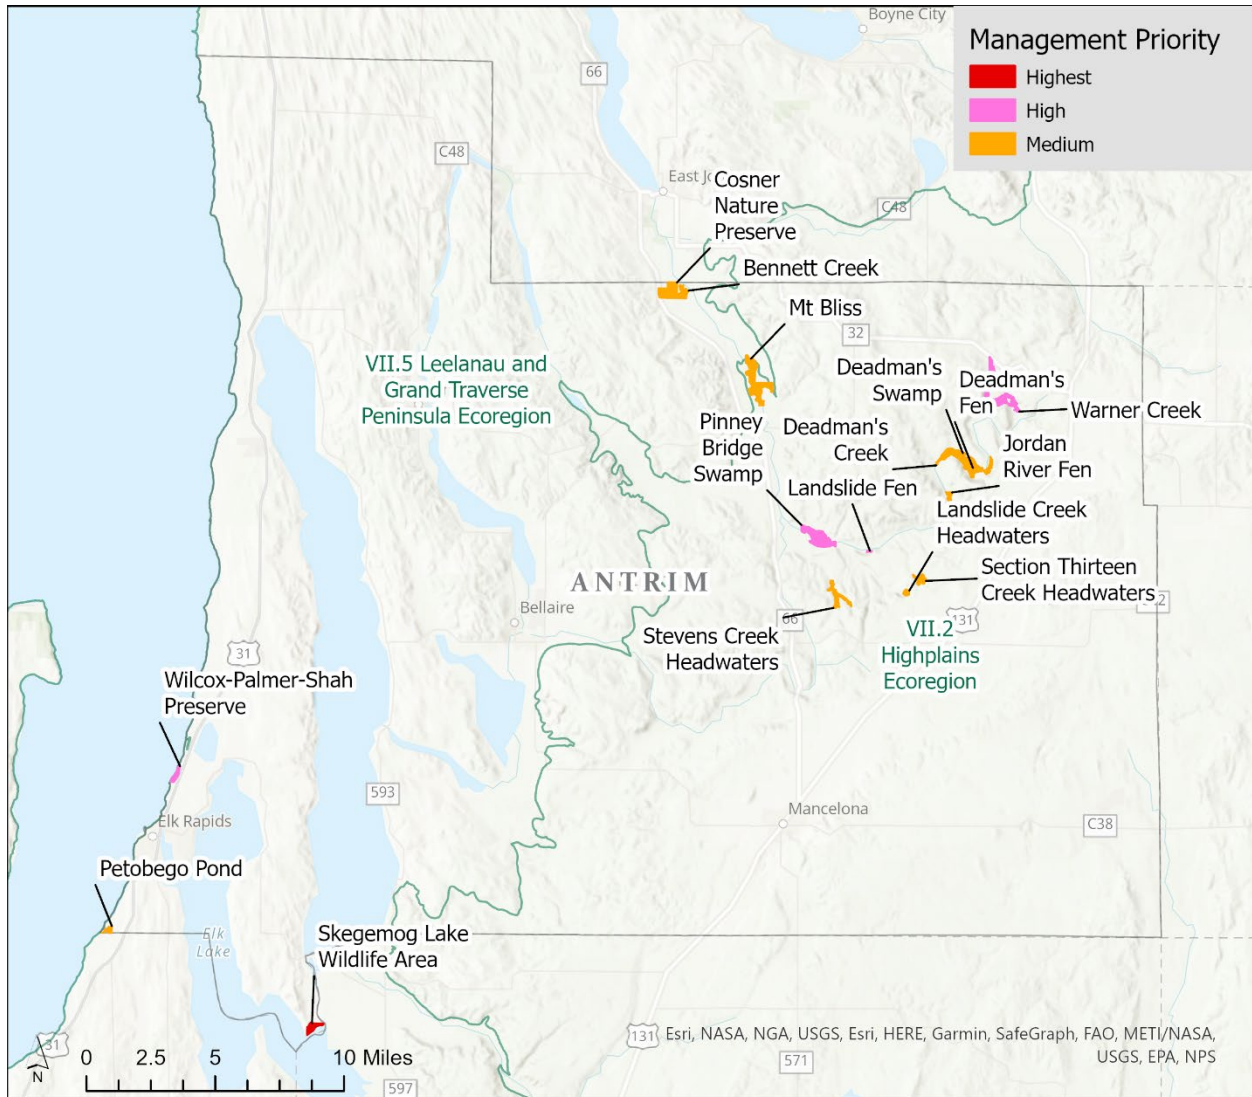 Boyne City
Management Priority
Highest
High
Medium
66
C48
East Jo
Cosner
Nature
Preserve
C48
Bennett Creek
Mt Bliss
32
VII.5 Leelanau and
Grand Traverse
Peninsula Ecoregion
Deadman's
Swamp
Deadman's
Fen
Warner Creek
Pinney
Bridge
Swamp
Deadman's
Creek
Jordan
River Fen
Landslide Fen
Landslide Creek
Headwaters
ANTRIM
Section Thirteen
Creek Headwaters
Bellaire
66
131
Stevens Creek
Headwaters
VII.2
Highplains
Ecoregion
31
Wilcox-Palmer-Shah
Preserve
593
Elk Rapids
Mancelona
C38
Petobego Pond
Elk
Lake
Skegemog Lake
Wildlife Area
31
N
0 2.5 5 10 Miles
597
131
571
Esri, NASA, NGA, USGS, Esri, HERE, Garmin, SafeGraph, FAO, METI/NASA,
USGS, EPA, NPS